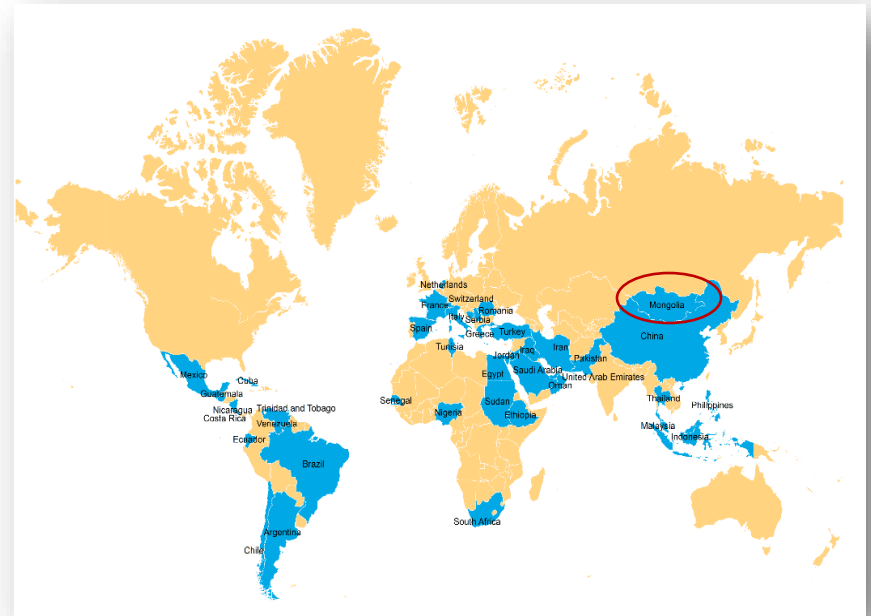 Netherlands
Switzerland
France
Romania
Italy
Serbia
Spain
Greece
Turkey
Tunisia
Jordan
Iraq
Iran
Pakistan
Egypt
Saudi Arabia
United Arab Emirates
Oman
Mongolia
China
Mexico
Cuba
Guatemala
Nicaragua
Trinidad and Tobago
Costa Rica
Venezuela
Ecuador
Brazil
Senegal
Nigeria
Sudan
Ethiopia
Thailand
Philippines
Malaysia
Indonesia
South Africa
Argentina
Chile